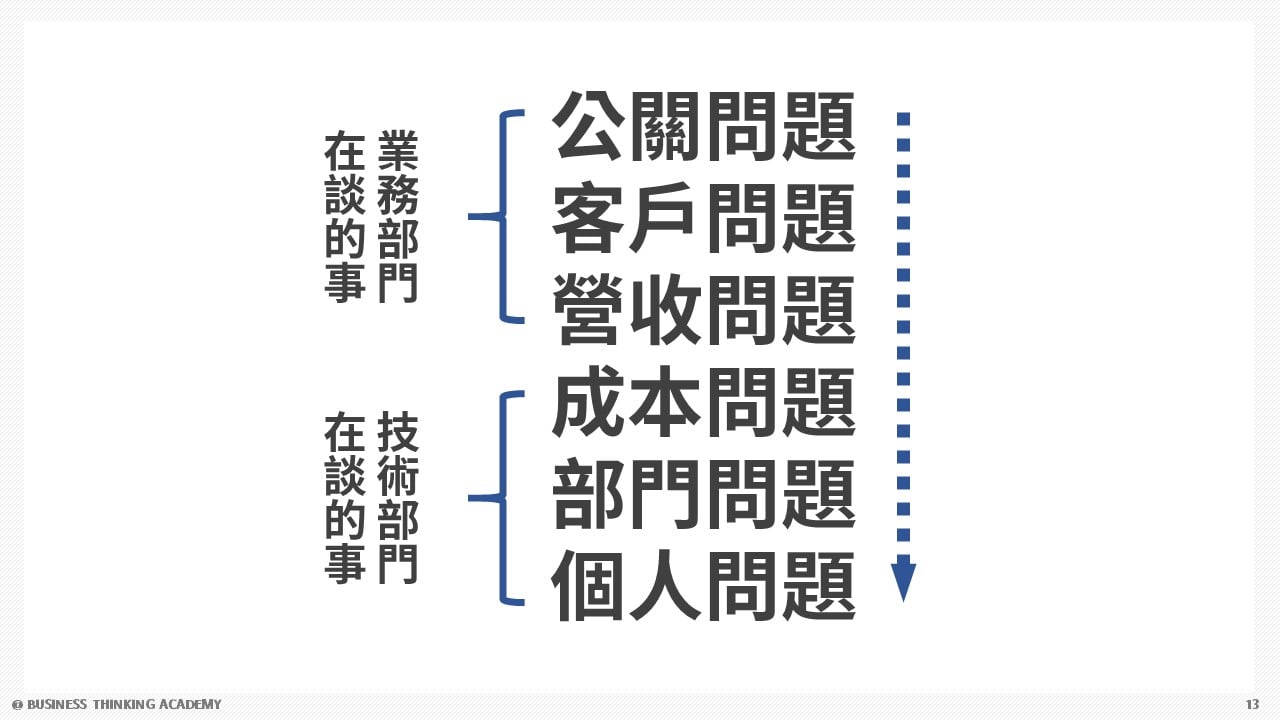 業務部門
在談的事
公關問題
客戶問題
營收問題
技術部門
在談的事
成本問題
部門問題
個人問題
@ BUSINESS THINKING ACADEMY
13